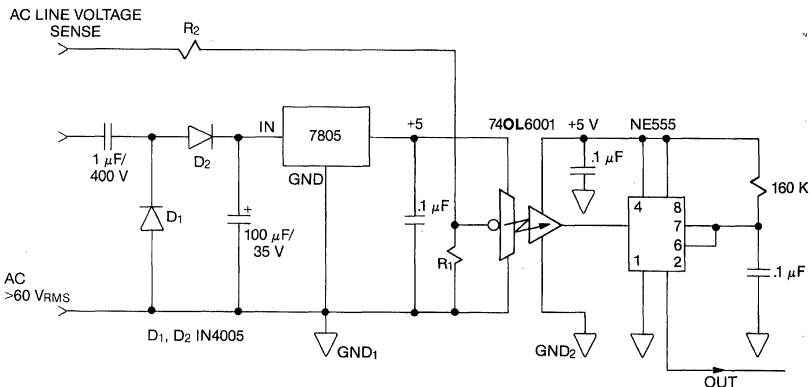 AC LINE VOLTAGE
SENSE
R2
IN
7805
GND
+5
74OL6001
+5 V
NE555
1 μF/
400 V
D2
D1
+
100 μF/
35 V
.1 μF
R1
.1 μF
4
8
7
6
1
2
160 K
.1 μF
AC
>60 VRMS
D1, D2 IN4005
GND1
GND2
OUT